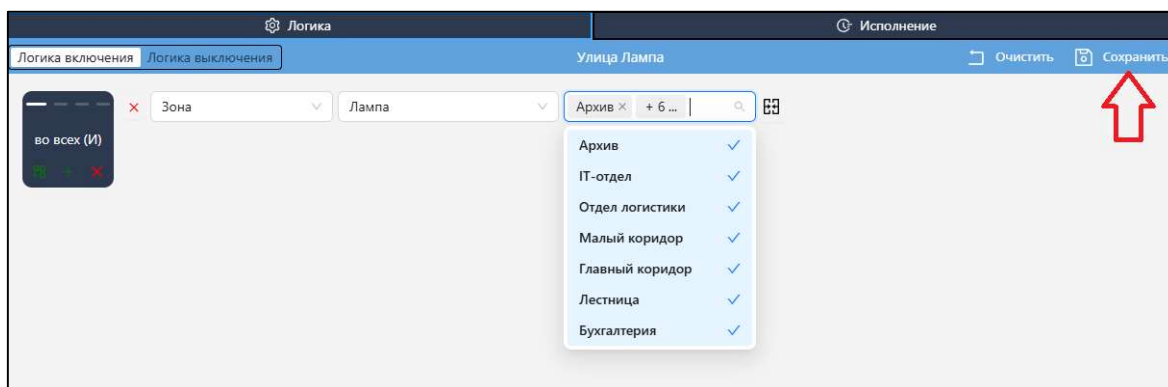 Логика
Исполнение
Логика включения Логика выключения Улица Лампа Очистить Сохранить
Зона Лампа Архив × + 6 ...
во всех (И)
Архив
IT-отдел
Отдел логистики
Малый коридор
Главный коридор
Лестница
Бухгалтерия